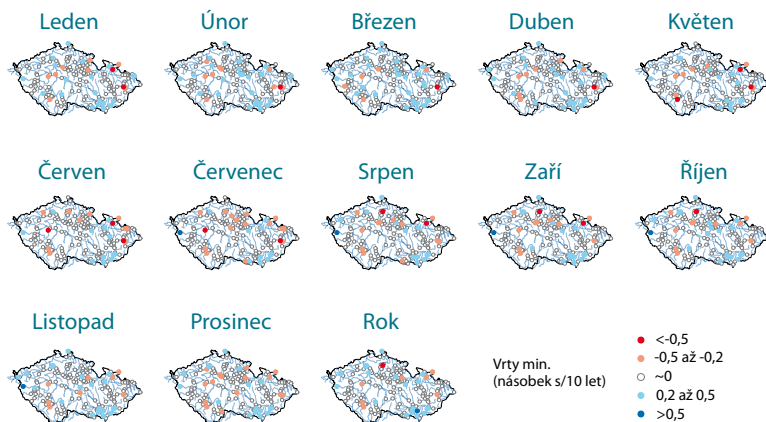 Leden
Únor
Březen
Duben
Květen
Červen
Červenec
Srpen
Zaří
Říjen
Listopad
Prosinec
Rok
Vrty min.
(násobek s/10 let)
<-0,5
-0,5 až -0,2
~0
0,2 až 0,5
>0,5